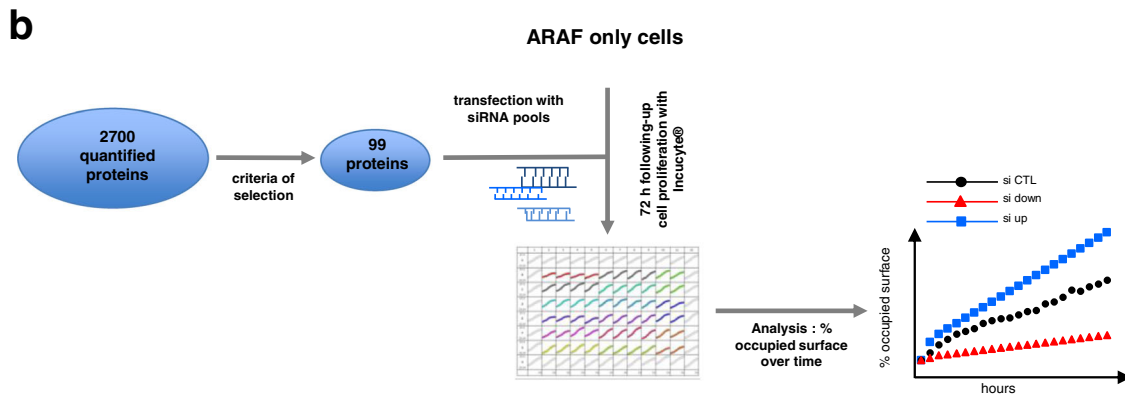 b
ARAF only cells
2700
quantified
proteins
criteria of
selection
99
proteins
transfection with
siRNA pools
72 h following-up
cell proliferation with
Incucyte®
Analysis : %
occupied surface
over time
si CTL
si down
si up
% occupied surface
hours